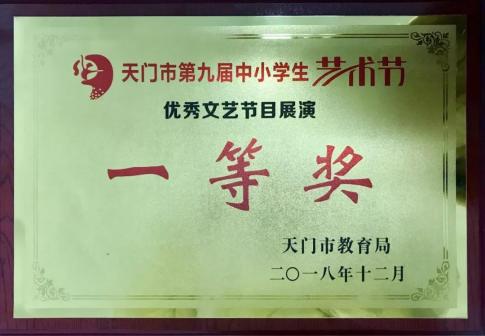 天门市第九届中小学生艺术节
优秀文艺节目展演
一等奖
天门市教育局
二〇一八年十二月